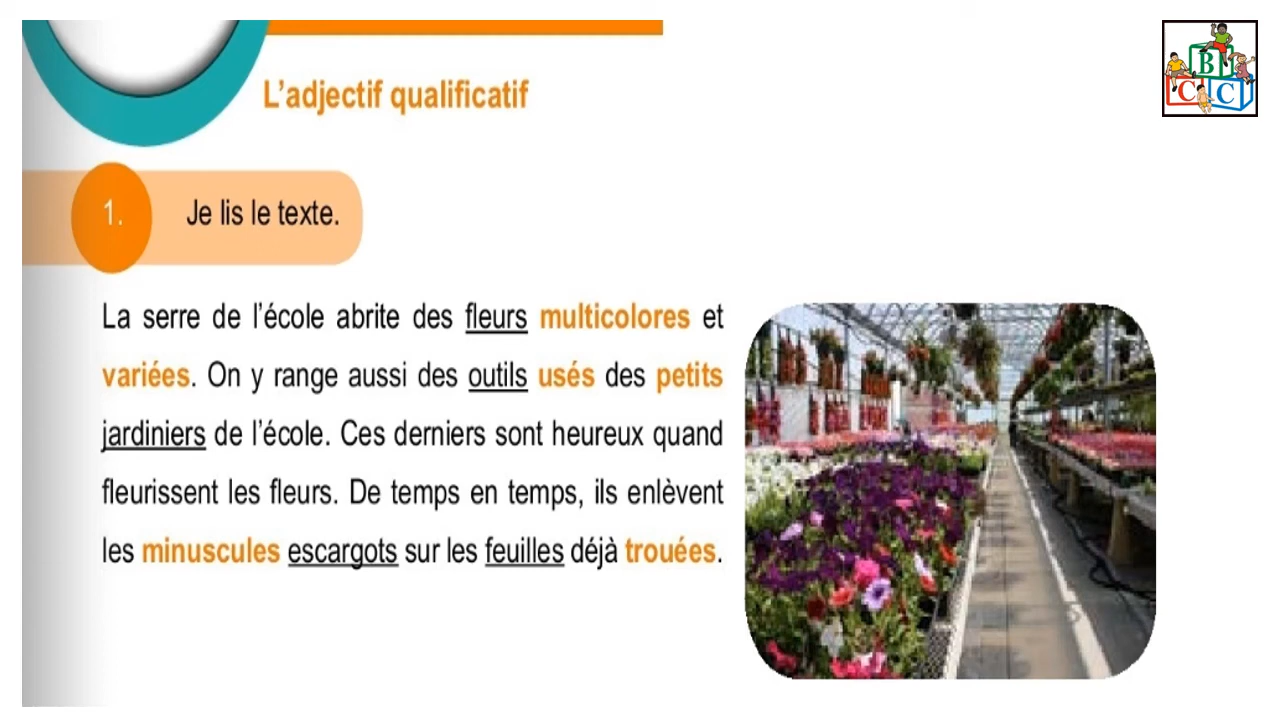 L'adjectif qualificatif
1. Je lis le texte.
La serre de l'école abrite des fleurs multicolores et
variées. On y range aussi des outils usés des petits
jardiniers de l'école. Ces derniers sont heureux quand
fleurissent les fleurs. De temps en temps, ils enlèvent
les minuscules escargots sur les feuilles déjà trouées.
B
C C